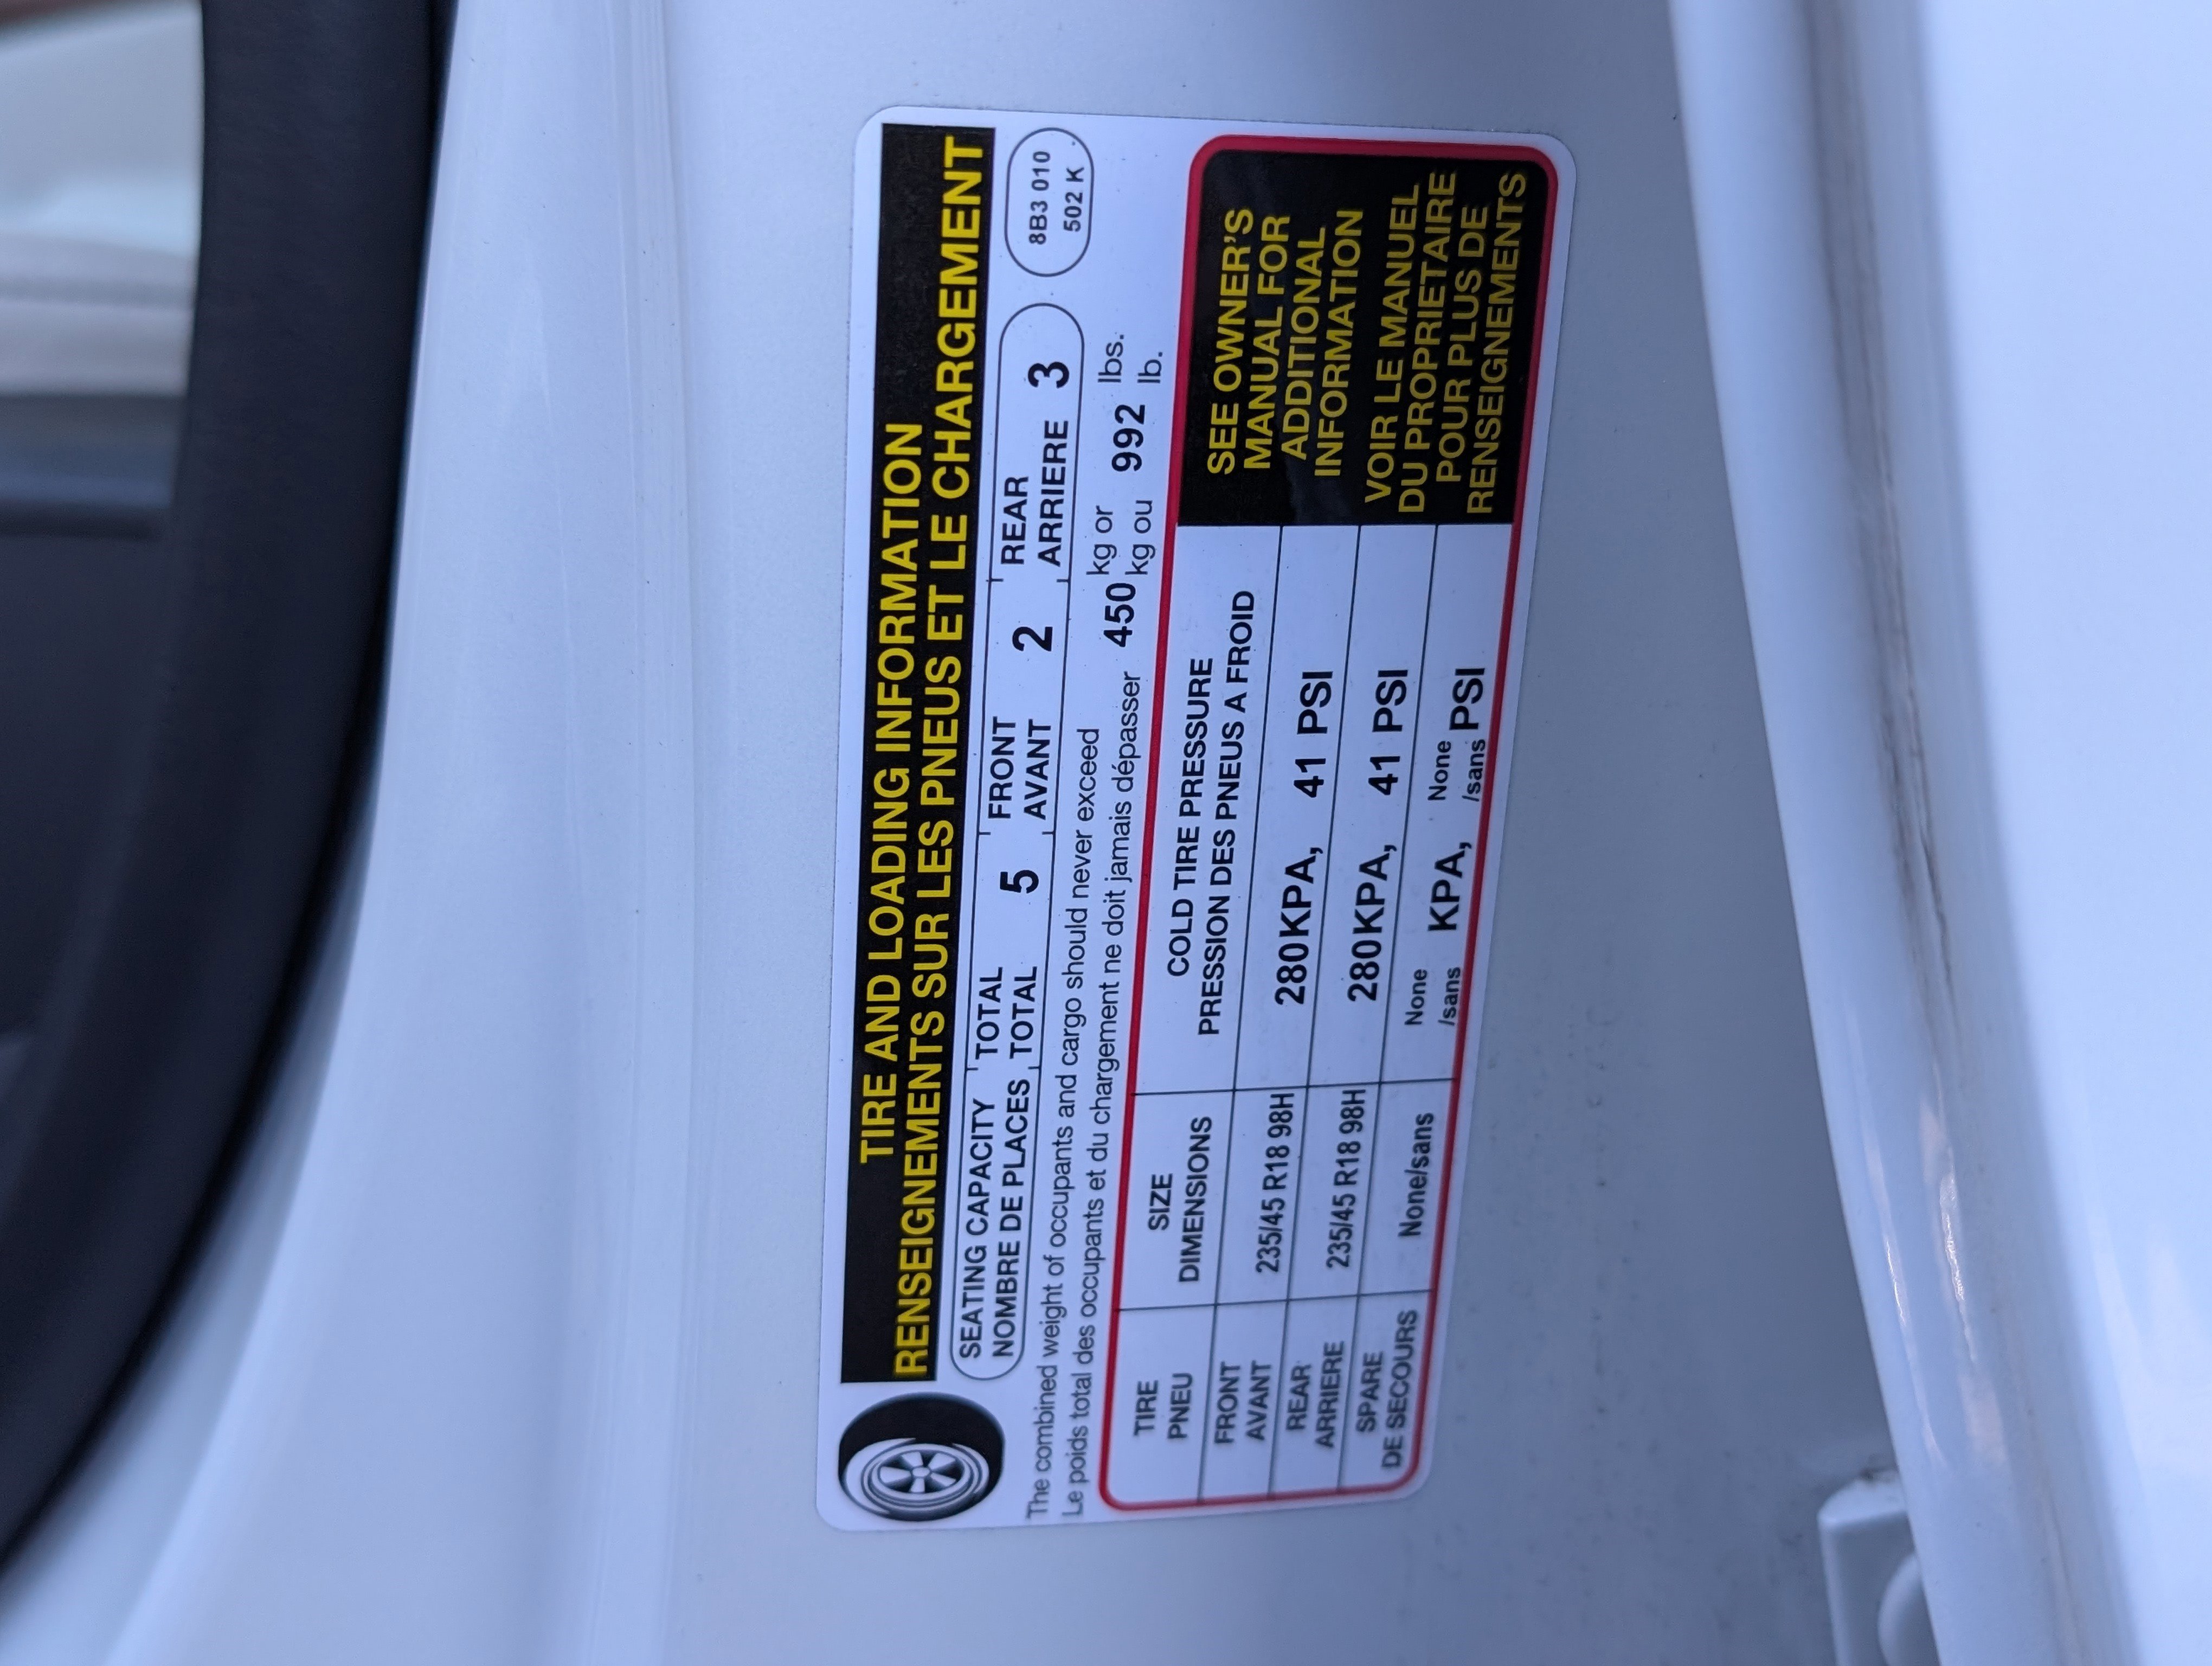 TIRE AND LOADING INFORMATION
RENSEIGNEMENTS SUR LES PNEUS ET LE CHARGEMENT
SEATING CAPACITY TOTAL 5 FRONT 2 REAR 3
NOMBRE DE PLACES TOTAL AVANT ARRIERE
8B3 010
502 K
The combined weight of occupants and cargo should never exceed 450 kg or 992 lbs.
Le poids total des occupants et du chargement ne doit jamais dépasser kg ou lb.
TIRE SIZE COLD TIRE PRESSURE
PNEU DIMENSIONS PRESSION DES PNEUS A FROID
FRONT
AVANT 235/45 R18 98H 280KPA, 41 PSI
REAR
ARRIERE 235/45 R18 98H 280KPA, 41 PSI
SPARE None/sans None None
DE SECOURS /sans KPA, /sans PSI
SEE OWNER'S
MANUAL FOR
ADDITIONAL
INFORMATION
VOIR LE MANUEL
DU PROPRIETAIRE
POUR PLUS DE
RENSEIGNEMENTS